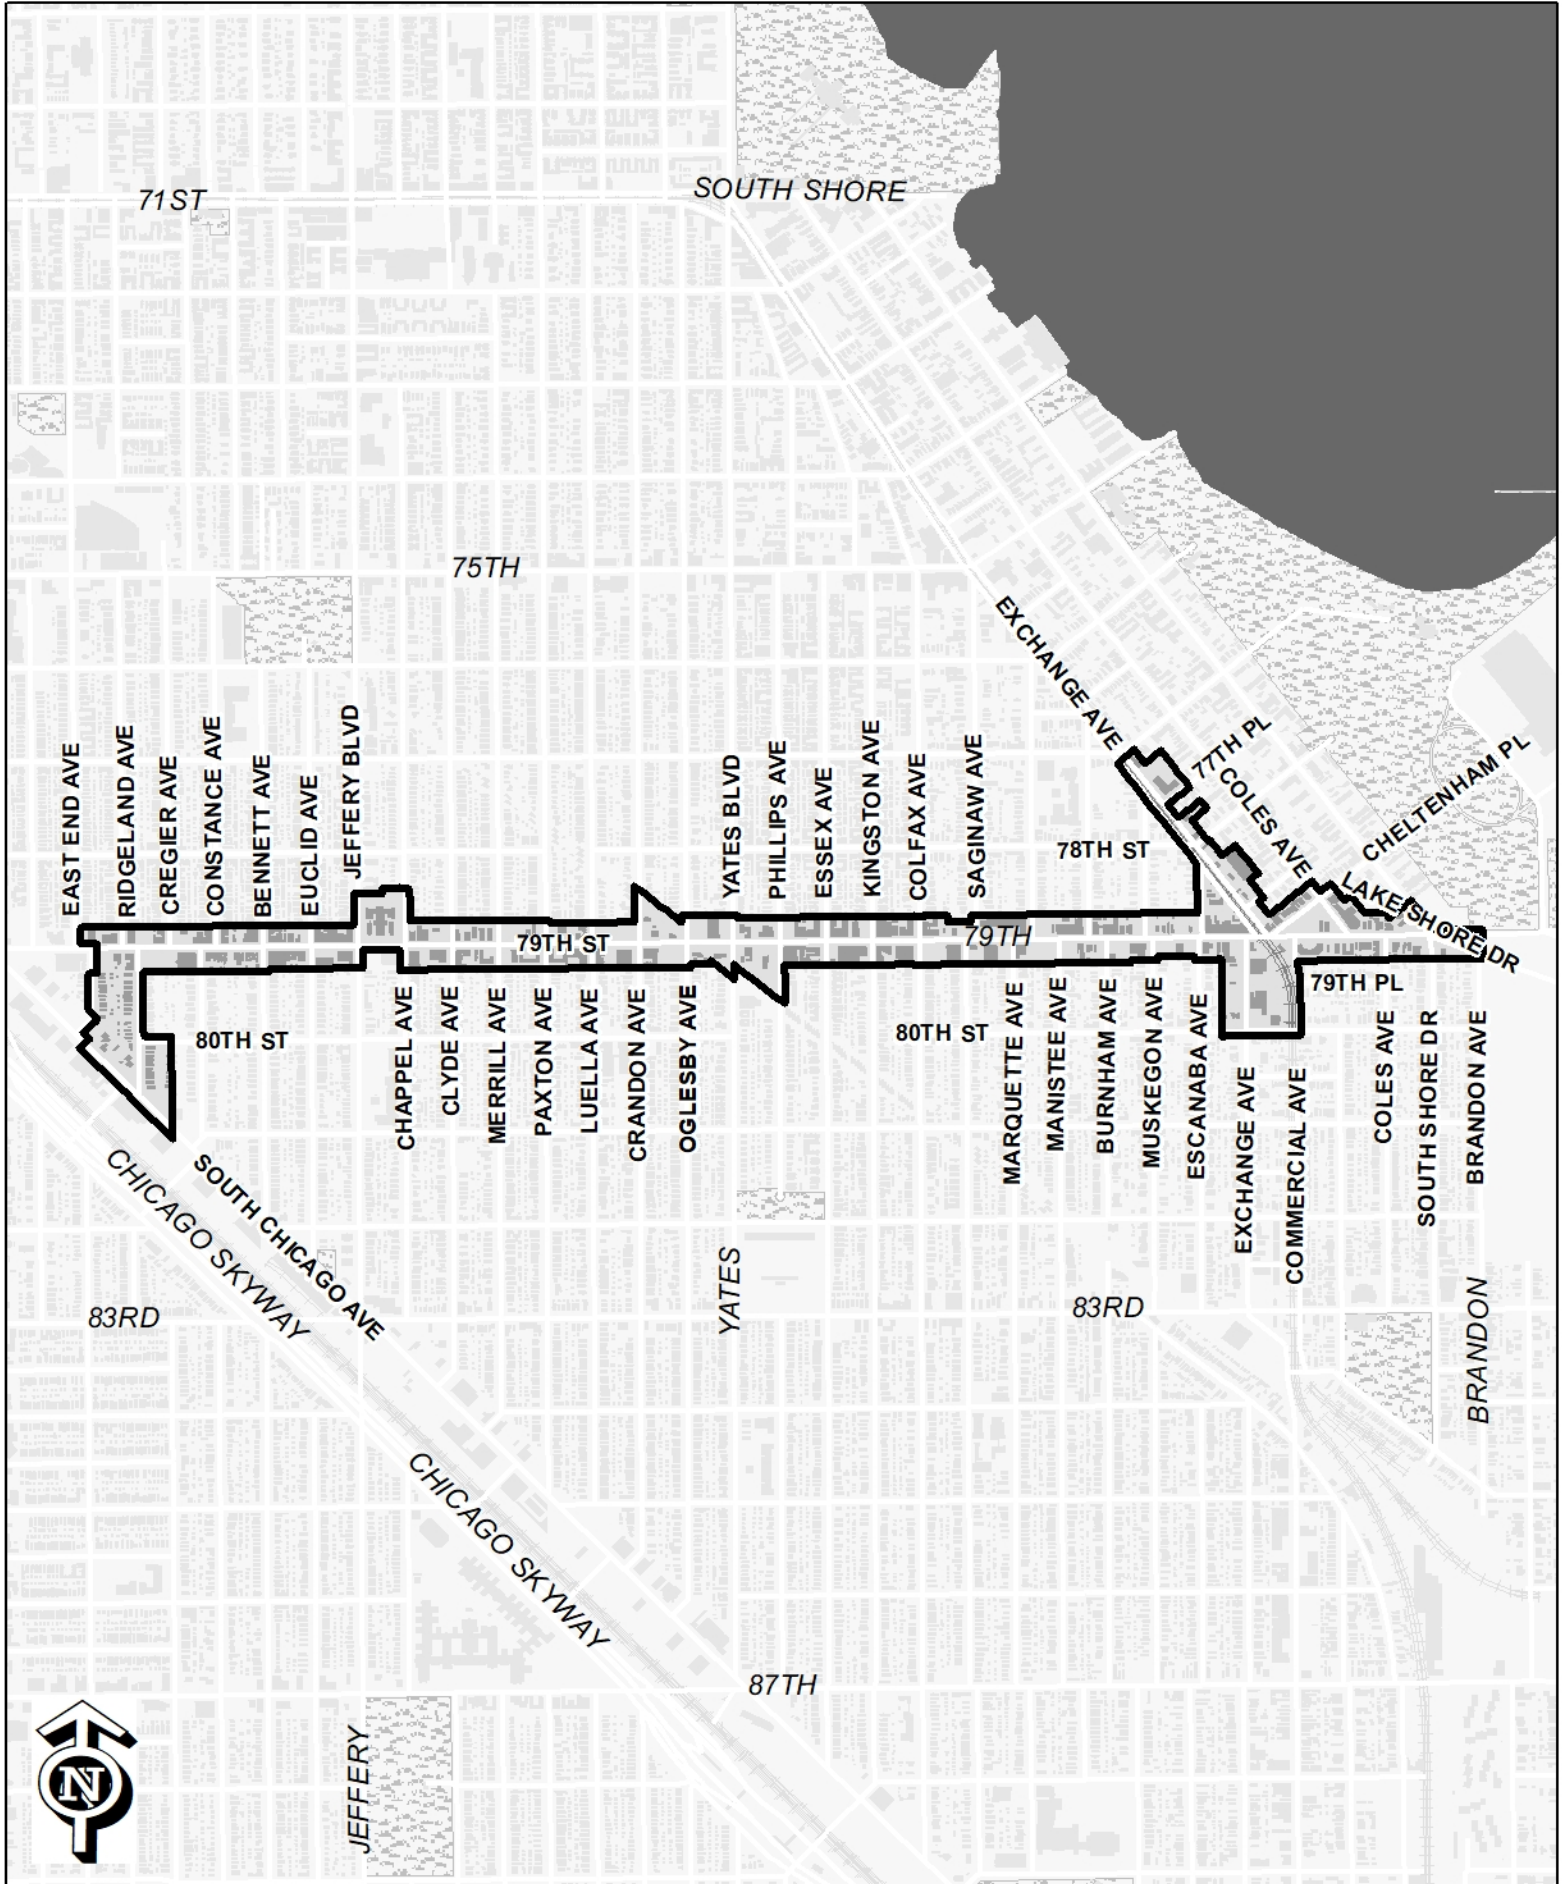 71ST
SOUTH SHORE
75TH
EXCHANGE AVE
77TH PL
COLES AVE
CHELTENHAM PL
LAKE SHORE DR
78TH ST
EAST END AVE
RIDGELAND AVE
CREGIER AVE
CONSTANCE AVE
BENNETT AVE
EUCLID AVE
JEFFERY BLVD
YATES BLVD
PHILLIPS AVE
ESSEX AVE
KINGSTON AVE
COLFAX AVE
SAGINAW AVE
79TH ST
79TH
79TH PL
80TH ST
80TH ST
CHAPPEL AVE
CLYDE AVE
MERRILL AVE
PAXTON AVE
LUELLA AVE
CRANDON AVE
OGLESBY AVE
MARQUETTE AVE
MANISTEE AVE
BURNHAM AVE
MUSKEGON AVE
ESCANABA AVE
EXCHANGE AVE
COMMERCIAL AVE
COLES AVE
SOUTH SHORE DR
BRANDON AVE
SOUTH CHICAGO AVE
CHICAGO SKYWAY
83RD
YATES
83RD
BRANDON
CHICAGO SKYWAY
87TH
JEFFERY
N